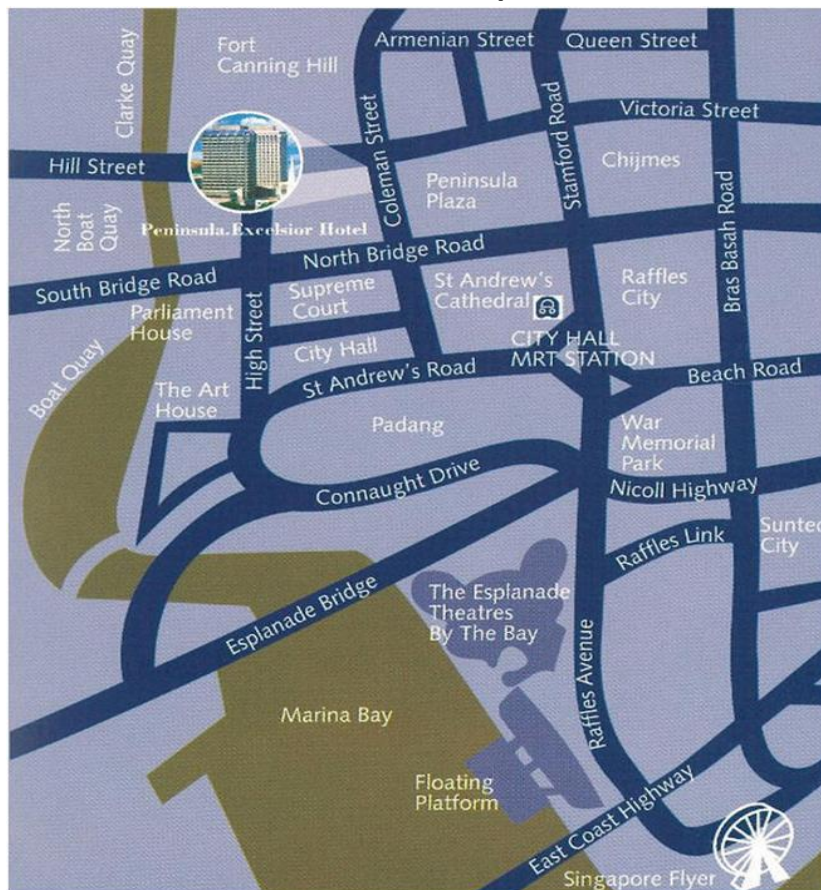 Armenian Street
Queen Street
Fort
Canning Hill
Clarke Quay
Victoria Street
Hill Street
Coleman Street
Stamford Road
Chijmes
Peninsula
Plaza
North
Boat
Quay
Peninsula.Excelsior Hotel
Bras Basah Road
North Bridge Road
South Bridge Road
Supreme
Court
St Andrew's
Cathedral
Raffles
City
Parliament
House
High Street
City Hall
CITY HALL
MRT STATION
Boat Quay
St Andrew's Road
Beach Road
The Art
House
Padang
War
Memorial
Park
Connaught Drive
Nicoll Highway
Suntec
City
Raffles Link
Esplanade Bridge
The Esplanade
Theatres
By The Bay
Raffles Avenue
Marina Bay
Floating
Platform
East Coast Highway
Singapore Flyer